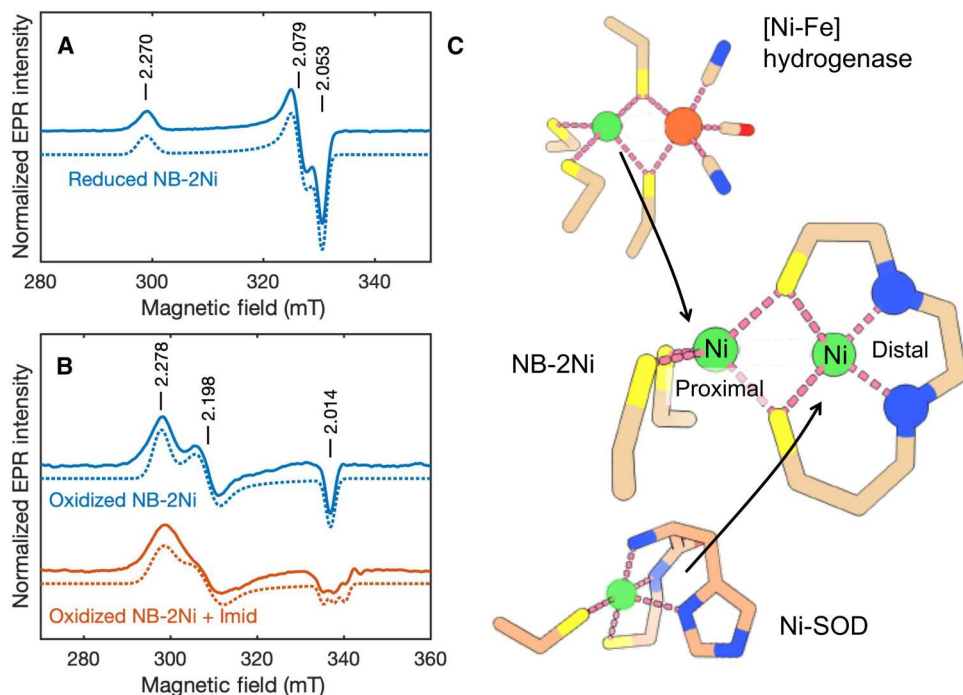 A
2.270
2.079
2.053
Reduced NB-2Ni
Normalized EPR intensity
280
300
320
340
Magnetic field (mT)
B
2.278
2.198
2.014
Oxidized NB-2Ni
Oxidized NB-2Ni + Imid
Normalized EPR intensity
280
300
320
340
360
Magnetic field (mT)
C
[Ni-Fe]
hydrogenase
NB-2Ni
Ni
Ni
Distal
Proximal
Ni-SOD